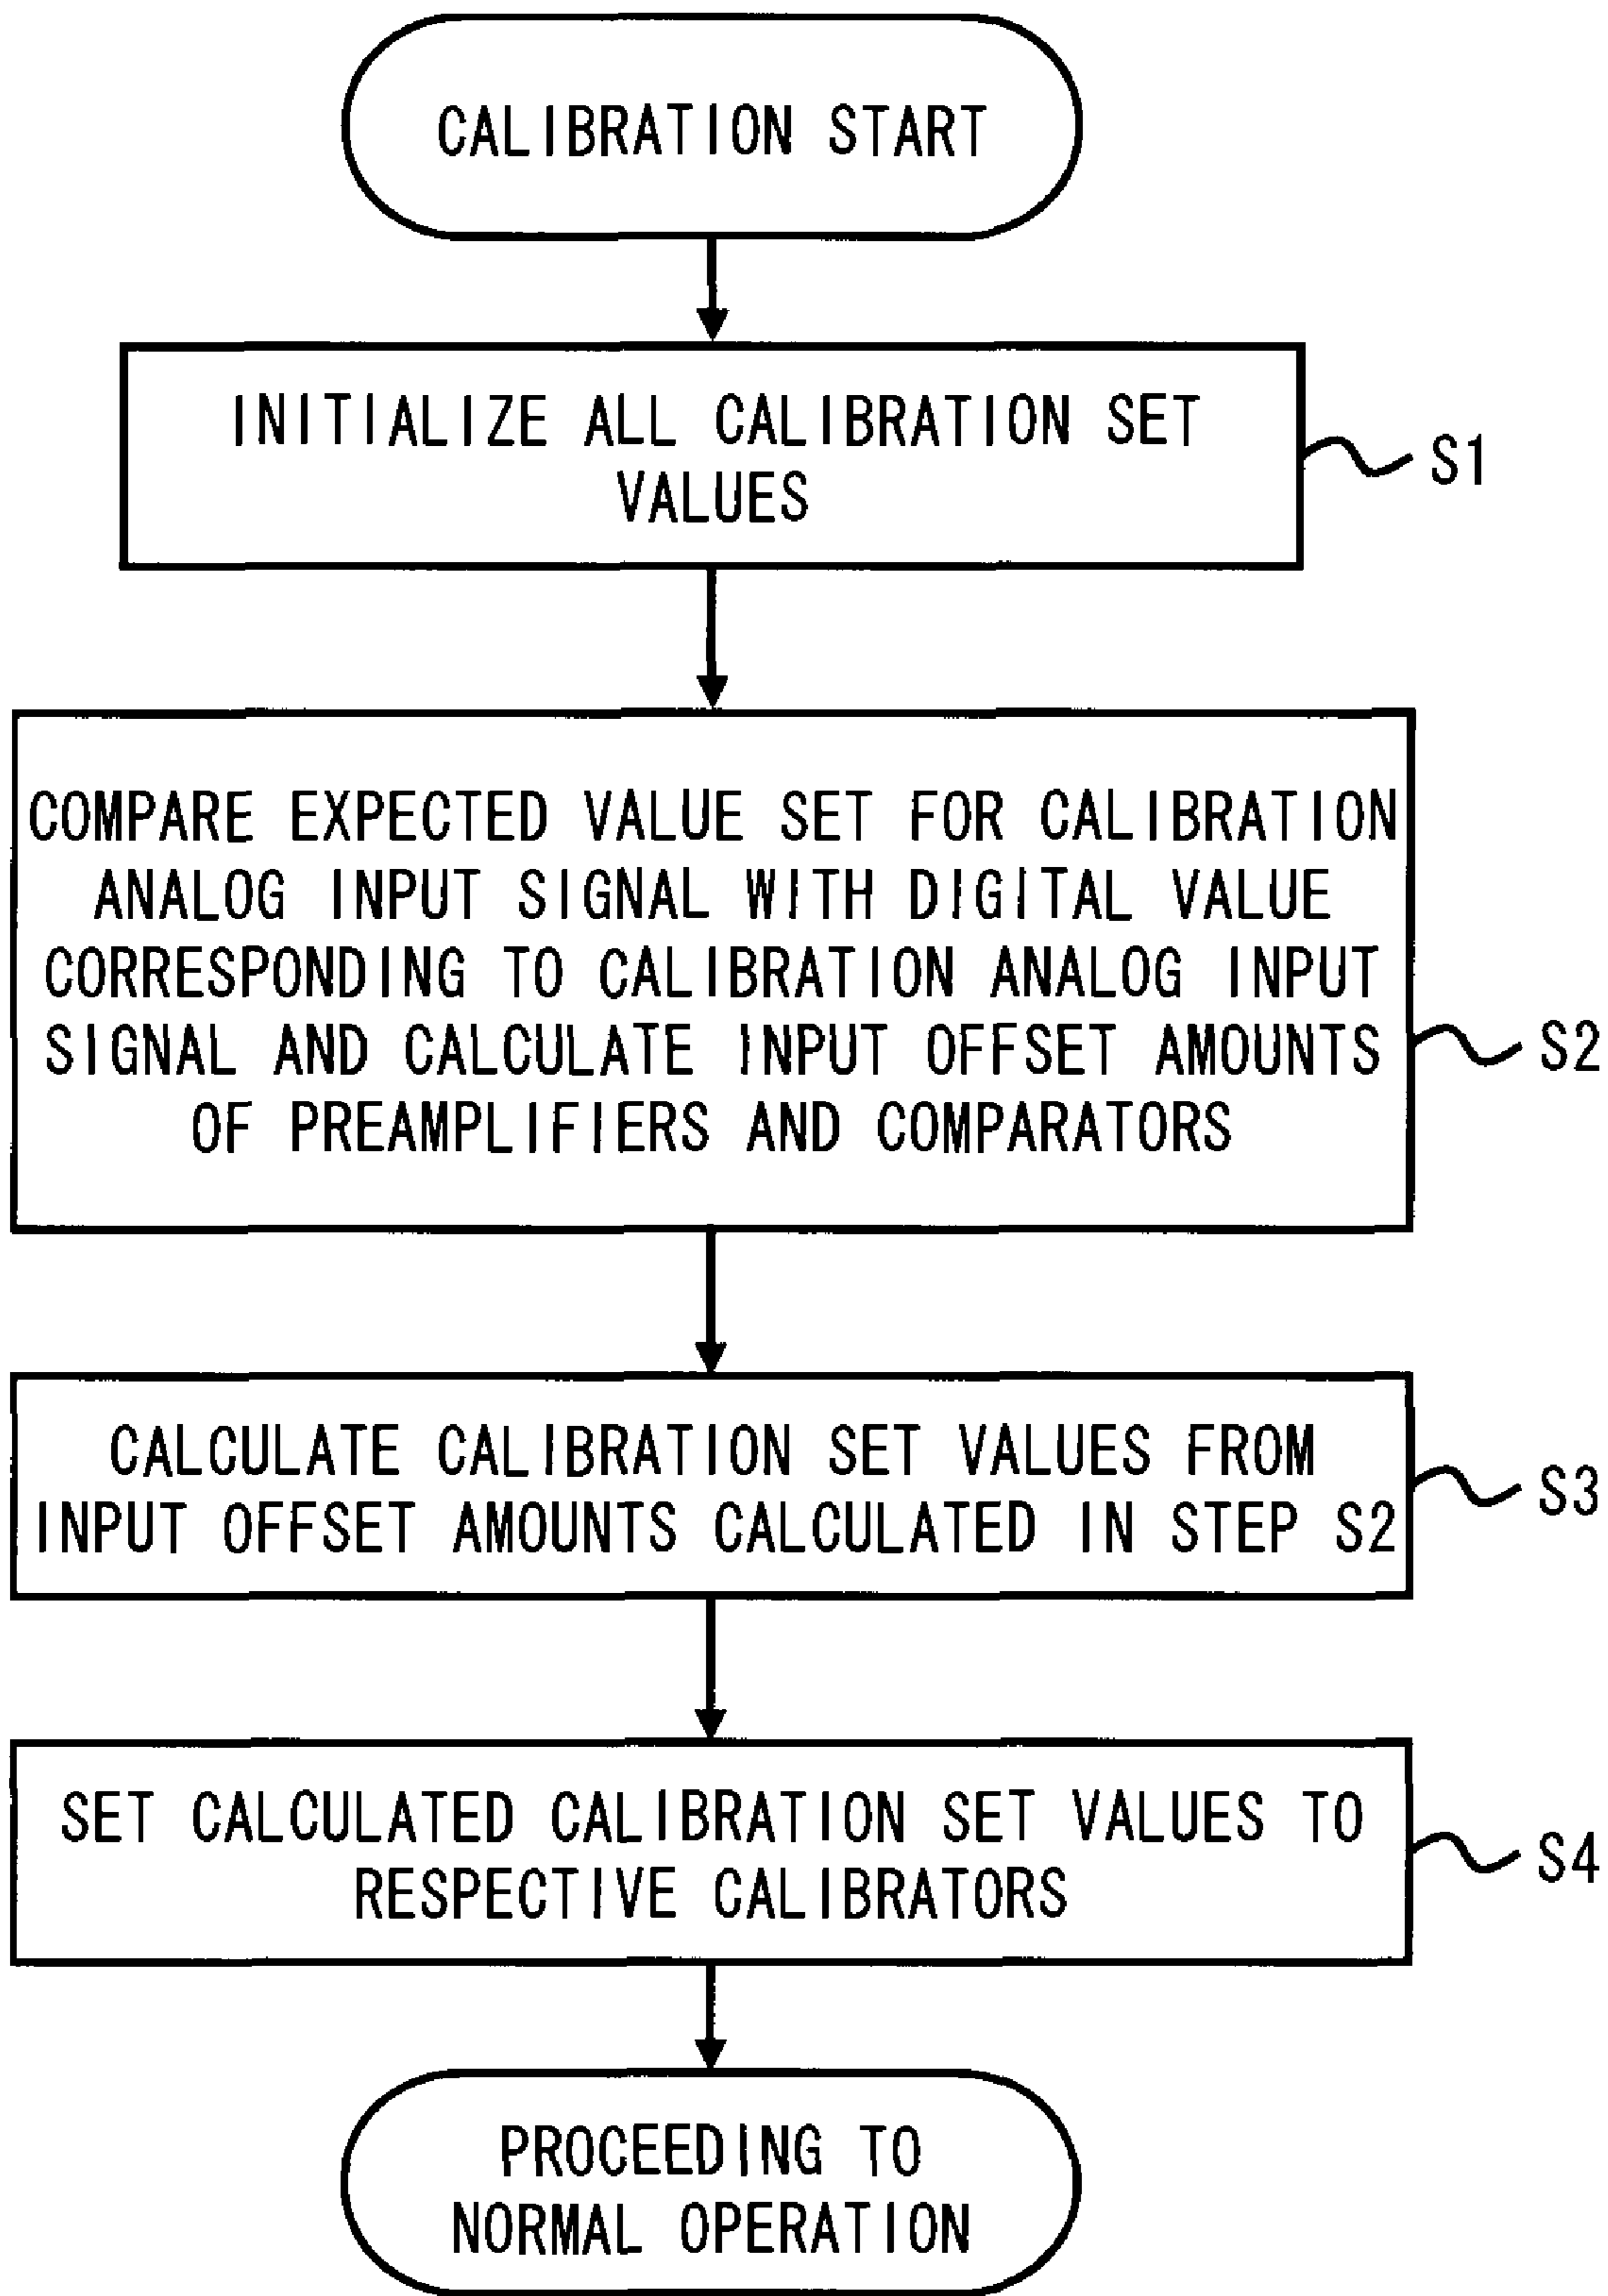 CALIBRATION START
INITIALIZE ALL CALIBRATION SET
VALUES
S1
COMPARE EXPECTED VALUE SET FOR CALIBRATION
ANALOG INPUT SIGNAL WITH DIGITAL VALUE
CORRESPONDING TO CALIBRATION ANALOG INPUT
SIGNAL AND CALCULATE INPUT OFFSET AMOUNTS
OF PREAMPLIFIERS AND COMPARATORS
S2
CALCULATE CALIBRATION SET VALUES FROM
INPUT OFFSET AMOUNTS CALCULATED IN STEP S2
S3
SET CALCULATED CALIBRATION SET VALUES TO
RESPECTIVE CALIBRATORS
S4
PROCEEDING TO
NORMAL OPERATION